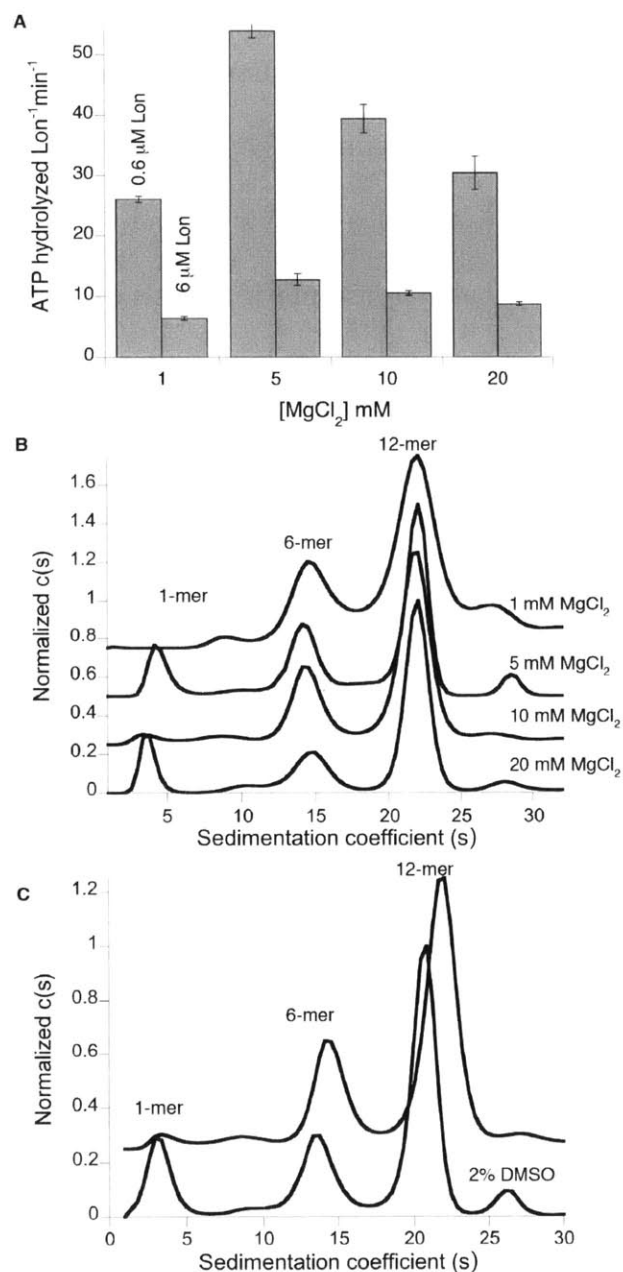 A
ATP hydrolyzed Lon⁻¹min⁻¹
50
40
30
20
10
0
0.6 μM Lon
6 μM Lon
1 5 10 20
[MgCl₂] mM
B
12-mer
6-mer
1-mer
Normalized c(s)
1.6
1.4
1.2
1
0.8
0.6
0.4
0.2
0
1 mM MgCl₂
5 mM MgCl₂
10 mM MgCl₂
20 mM MgCl₂
5 10 15 20 25 30
Sedimentation coefficient (s)
C
12-mer
6-mer
1-mer
Normalized c(s)
1.2
1
0.8
0.6
0.4
0.2
0
2% DMSO
0 5 10 15 20 25 30
Sedimentation coefficient (s)